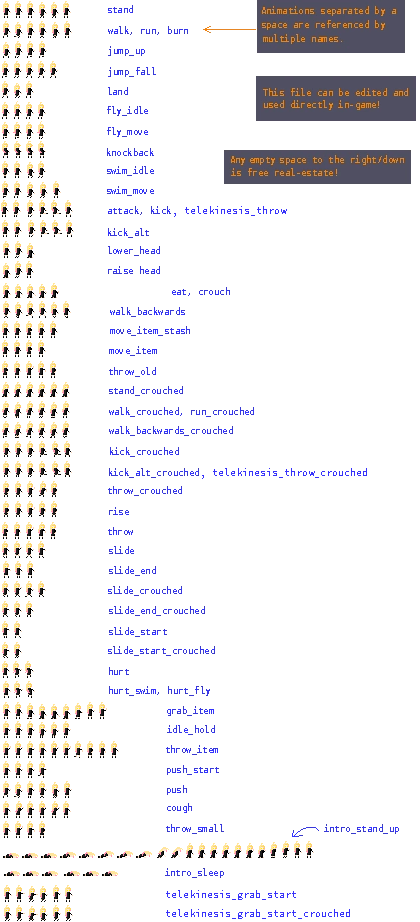 stand
Animations separated by a
space are referenced by
multiple names.
walk, run, burn
jump_up
jump_fall
This file can be edited and
used directly in-game!
land
fly_idle
fly_move
knockback
Any empty space to the right/down
is free real-estate!
swim_idle
swim_move
attack, kick, telekinesis_throw
kick_alt
lower_head
raise head
eat, crouch
walk_backwards
move_item_stash
move_item
throw_old
stand_crouched
walk_crouched, run_crouched
walk_backwards_crouched
kick_crouched
kick_alt_crouched, telekinesis_throw_crouched
throw_crouched
rise
throw
slide
slide_end
slide_crouched
slide_end_crouched
slide_start
slide_start_crouched
hurt
hurt_swim, hurt_fly
grab_item
idle_hold
throw_item
push_start
push
cough
throw_small
intro_stand_up
intro_sleep
telekinesis_grab_start
telekinesis_grab_start_crouched